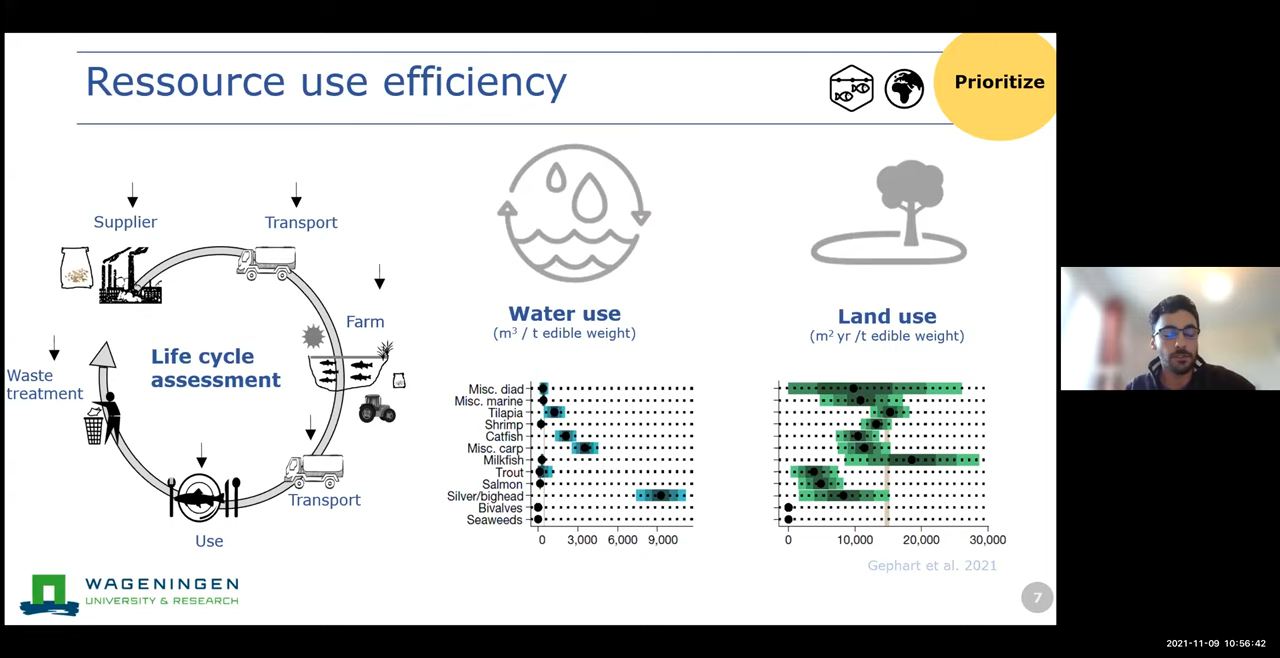 Ressource use efficiency
Prioritize
Supplier
Transport
Farm
Life cycle
assessment
Waste
treatment
Transport
Use
Water use
(m³ / t edible weight)
Land use
(m² yr /t edible weight)
Misc. diad
Misc. marine
Tilapia
Shrimp
Catfish
Misc. carp
Milkfish
Trout
Salmon
Silver/bighead
Bivalves
Seaweeds
0 3,000 6,000 9,000
0 10,000 20,000 30,000
Gephart et al. 2021
WAGENINGEN
UNIVERSITY & RESEARCH
7
2021-11-09 10:56:42